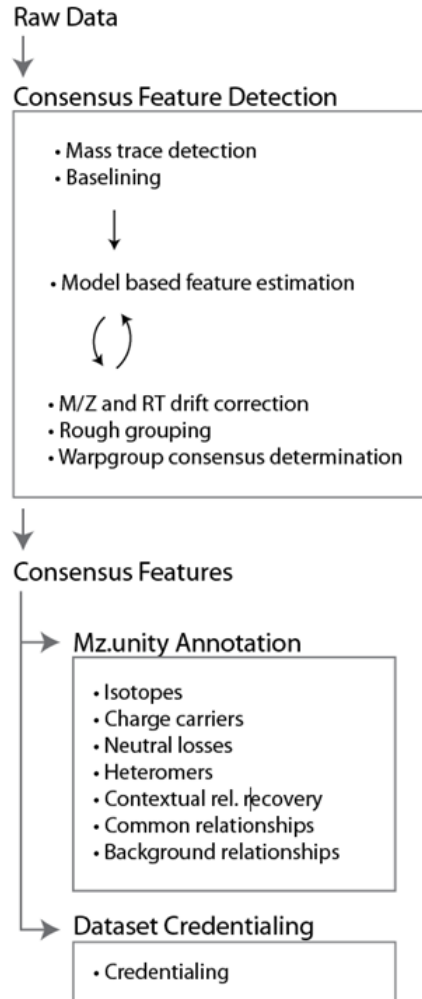 Raw Data
Consensus Feature Detection
• Mass trace detection
• Baselining
• Model based feature estimation
• M/Z and RT drift correction
• Rough grouping
• Warpgroup consensus determination
Consensus Features
Mz.unity Annotation
• Isotopes
• Charge carriers
• Neutral losses
• Heteromers
• Contextual rel. recovery
• Common relationships
• Background relationships
Dataset Credentialing
• Credentialing